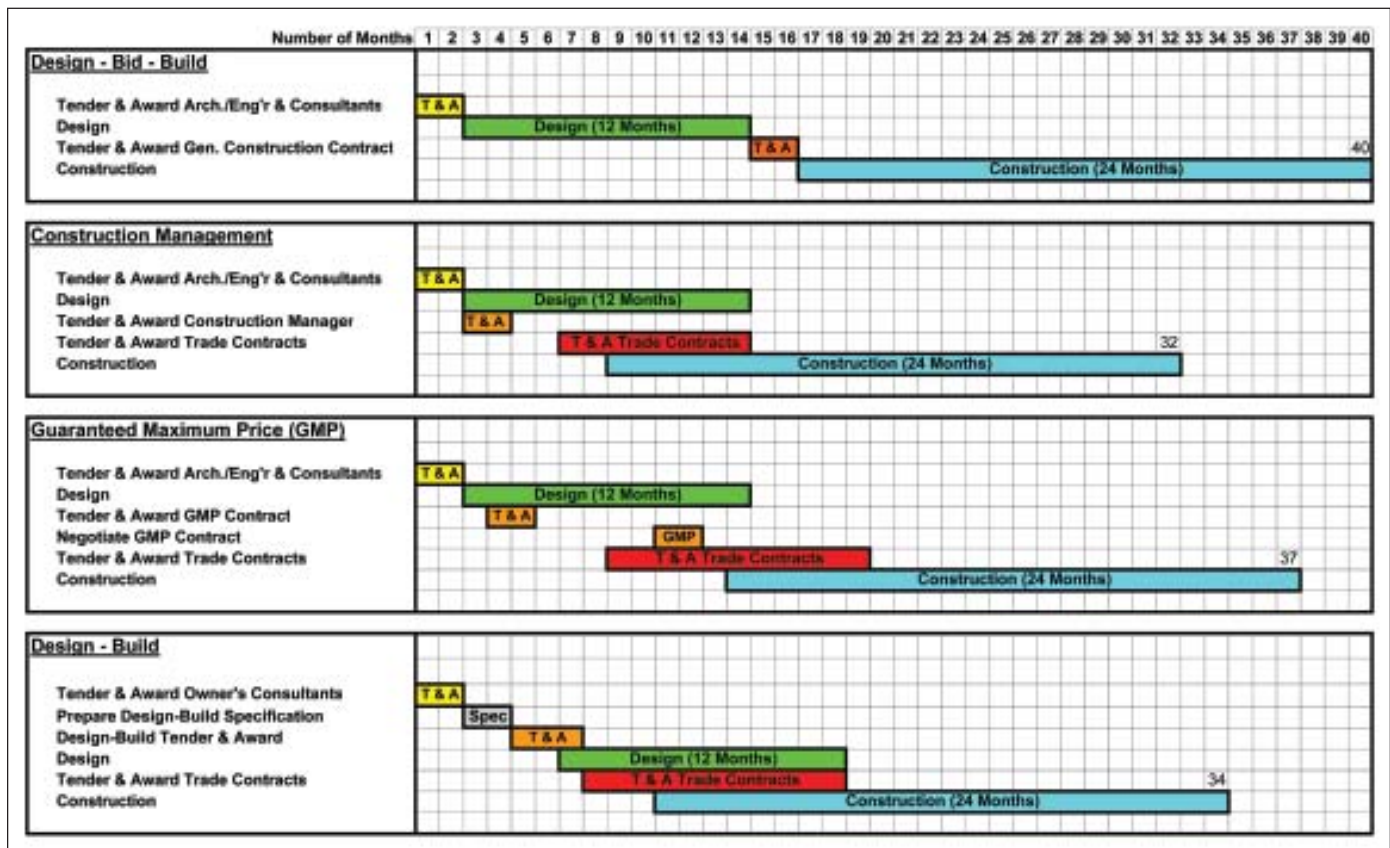 Number of Months 1 2 3 4 5 6 7 8 9 10 11 12 13 14 15 16 17 18 19 20 21 22 23 24 25 26 27 28 29 30 31 32 33 34 35 36 37 38 39 40
Design - Bid - Build
Tender & Award Arch./Eng'r & Consultants T & A
Design Design (12 Months)
Tender & Award Gen. Construction Contract T & A 40
Construction Construction (24 Months)
Construction Management
Tender & Award Arch./Eng'r & Consultants T & A
Design Design (12 Months)
Tender & Award Construction Manager T & A
Tender & Award Trade Contracts T & A Trade Contracts 32
Construction Construction (24 Months)
Guaranteed Maximum Price (GMP)
Tender & Award Arch./Eng'r & Consultants T & A
Design Design (12 Months)
Tender & Award GMP Contract T & A
Negotiate GMP Contract GMP
Tender & Award Trade Contracts T & A Trade Contracts 37
Construction Construction (24 Months)
Design - Build
Tender & Award Owner's Consultants T & A
Prepare Design-Build Specification Spec
Design-Build Tender & Award T & A
Design Design (12 Months)
Tender & Award Trade Contracts T & A Trade Contracts 34
Construction Construction (24 Months)